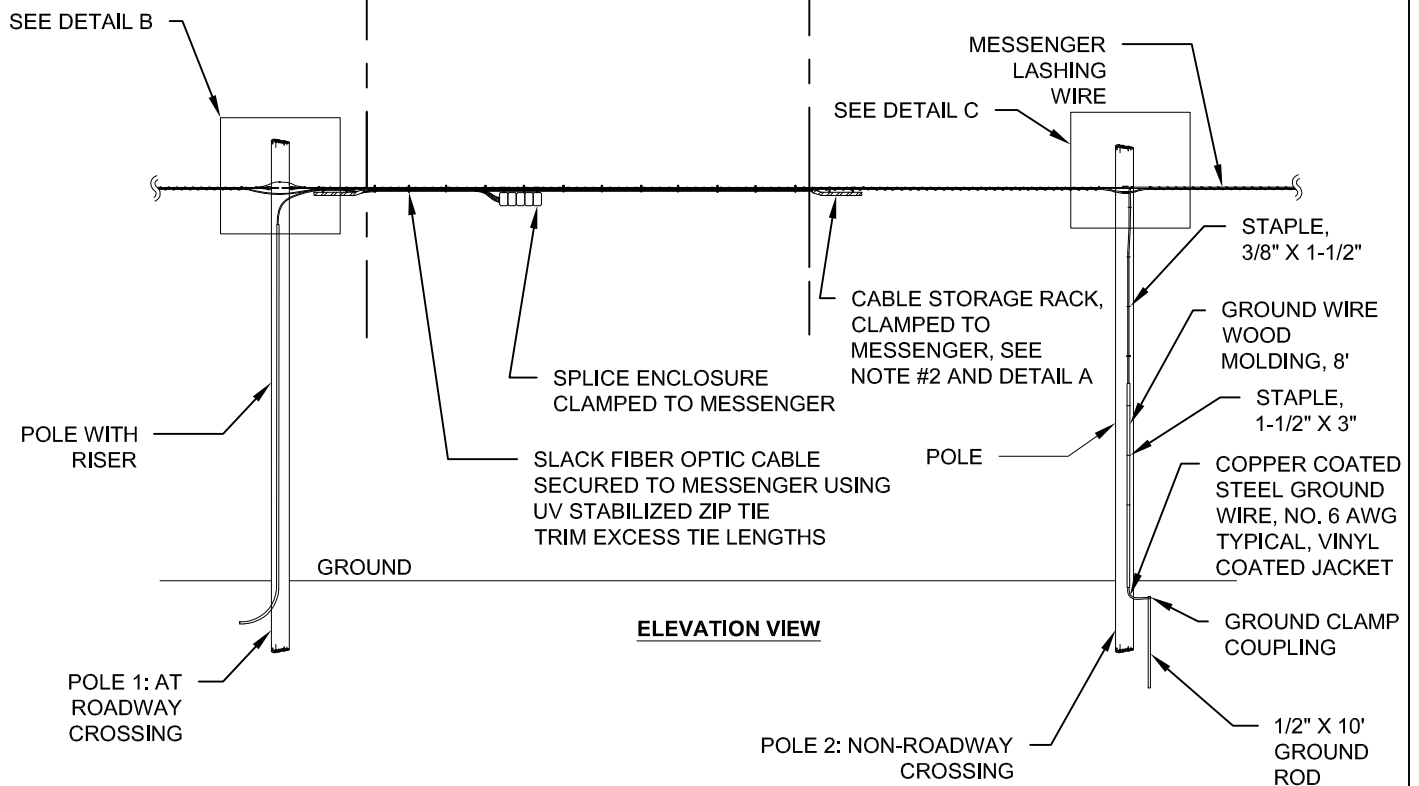 SEE DETAIL B
MESSENGER
LASHING
WIRE
SEE DETAIL C
STAPLE,
3/8" X 1-1/2"
CABLE STORAGE RACK,
CLAMPED TO
MESSENGER, SEE
NOTE #2 AND DETAIL A
GROUND WIRE
WOOD
MOLDING, 8'
SPLICE ENCLOSURE
CLAMPED TO MESSENGER
STAPLE,
1-1/2" X 3"
POLE WITH
RISER
SLACK FIBER OPTIC CABLE
SECURED TO MESSENGER USING
UV STABILIZED ZIP TIE
TRIM EXCESS TIE LENGTHS
POLE
COPPER COATED
STEEL GROUND
WIRE, NO. 6 AWG
TYPICAL, VINYL
COATED JACKET
GROUND
ELEVATION VIEW
GROUND CLAMP
COUPLING
POLE 1: AT
ROADWAY
CROSSING
POLE 2: NON-ROADWAY
CROSSING
1/2" X 10'
GROUND
ROD